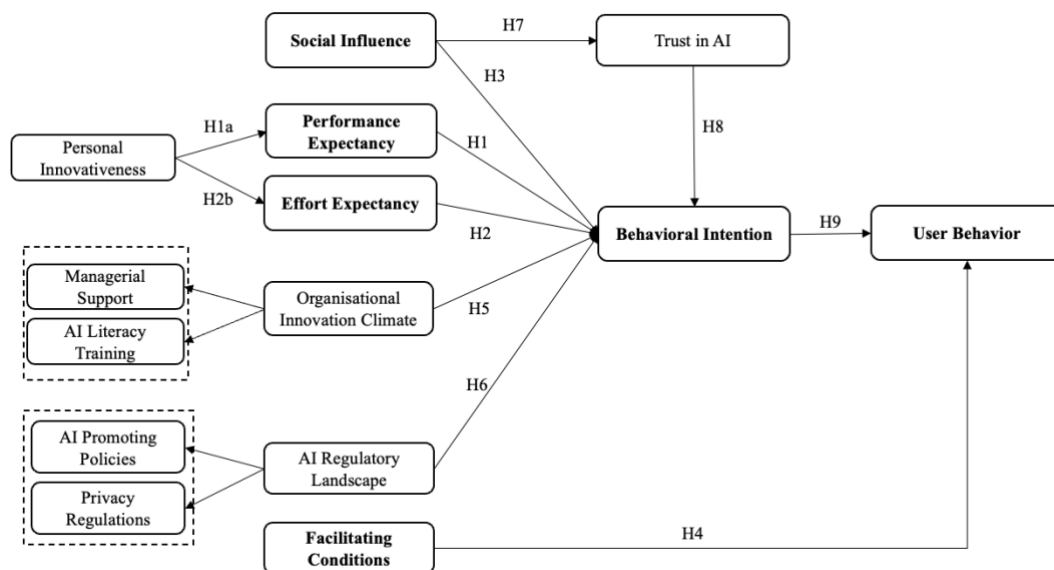 Social Influence
H7
Trust in AI
H3
H8
Personal
Innovativeness
H1a
Performance
Expectancy
H1
H2b
Effort Expectancy
H2
Behavioral Intention
H9
User Behavior
Managerial
Support
AI Literacy
Training
Organisational
Innovation Climate
H5
H6
AI Promoting
Policies
Privacy
Regulations
AI Regulatory
Landscape
Facilitating
Conditions
H4